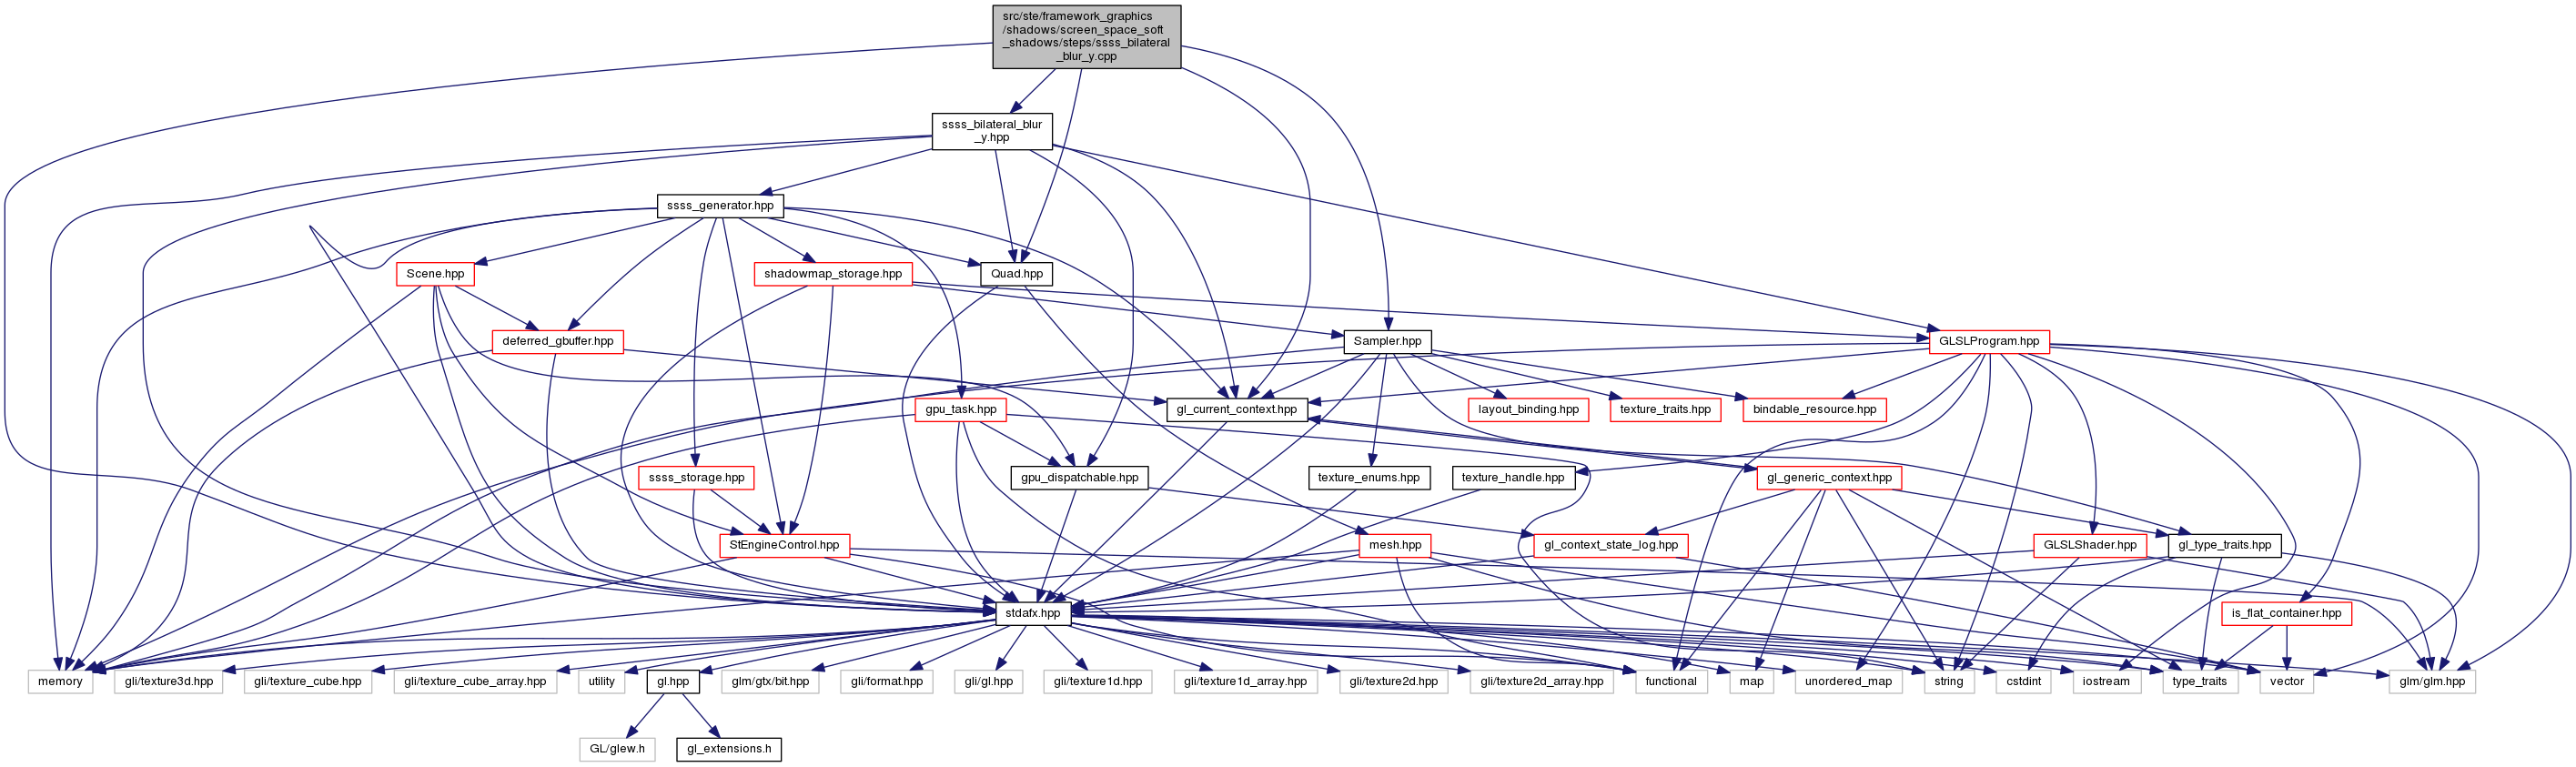 src/ste/framework_graphics
/shadows/screen_space_soft
_shadows/steps/ssss_bilateral
_blur_y.cpp
ssss_bilateral_blur
_y.hpp
ssss_generator.hpp
Scene.hpp
shadowmap_storage.hpp
Quad.hpp
deferred_gbuffer.hpp
Sampler.hpp
GLSLProgram.hpp
gpu_task.hpp
gl_current_context.hpp
layout_binding.hpp
texture_traits.hpp
bindable_resource.hpp
ssss_storage.hpp
gpu_dispatchable.hpp
texture_enums.hpp
texture_handle.hpp
gl_generic_context.hpp
StEngineControl.hpp
mesh.hpp
gl_context_state_log.hpp
GLSLShader.hpp
gl_type_traits.hpp
stdafx.hpp
is_flat_container.hpp
memory
gli/texture3d.hpp
gli/texture_cube.hpp
gli/texture_cube_array.hpp
utility
gl.hpp
glm/gtx/bit.hpp
gli/format.hpp
gli/gl.hpp
gli/texture1d.hpp
gli/texture1d_array.hpp
gli/texture2d.hpp
gli/texture2d_array.hpp
functional
map
unordered_map
string
cstdint
iostream
type_traits
vector
glm/glm.hpp
GL/glew.h
gl_extensions.h